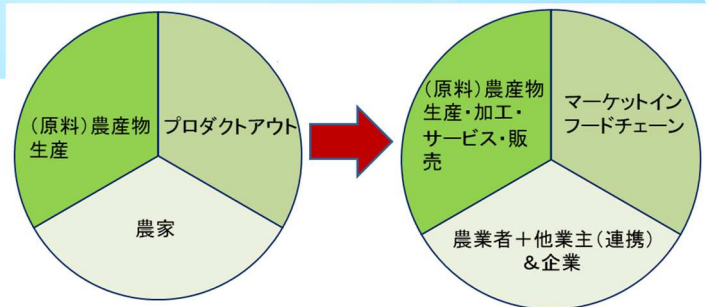 (原料)農産物
生産
プロダクトアウト
農家
(原料)農産物
生産・加工・
サービス・販
売
マーケットイン
フードチェーン
農業者＋他業主(連携)
&企業